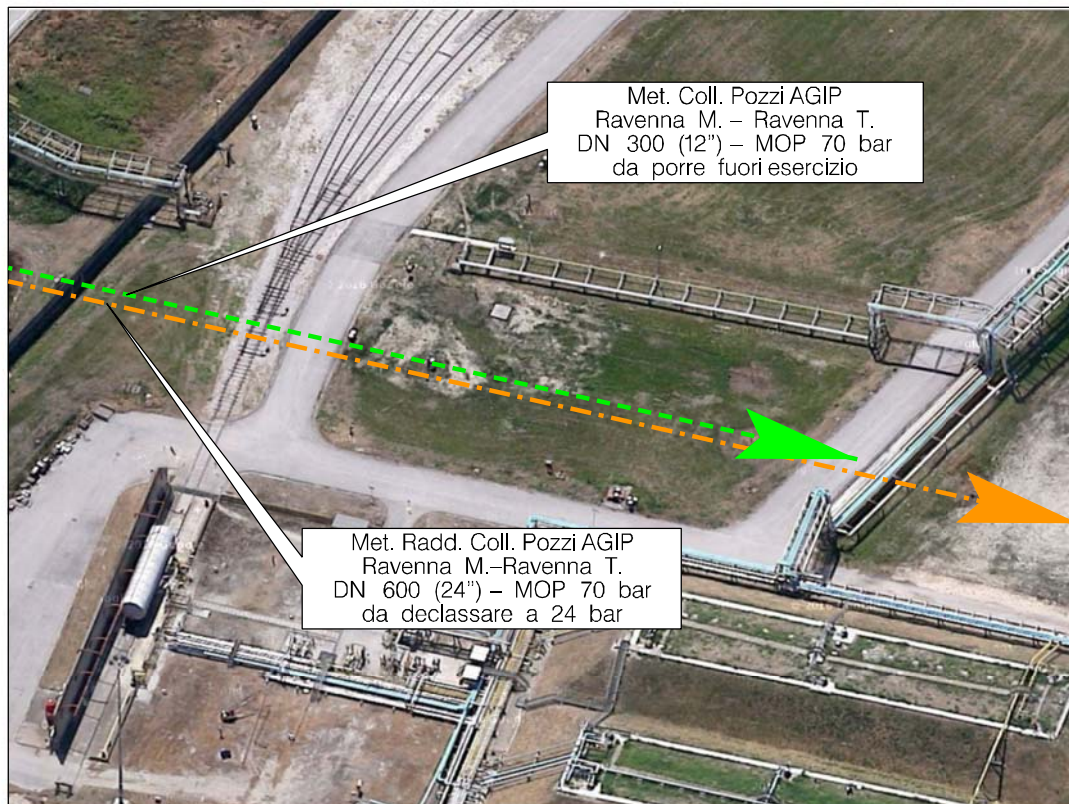 Met. Coll. Pozzi AGIP
Ravenna M. – Ravenna T.
DN 300 (12") – MOP 70 bar
da porre fuori esercizio
Met. Radd. Coll. Pozzi AGIP
Ravenna M.–Ravenna T.
DN 600 (24") – MOP 70 bar
da declassare a 24 bar